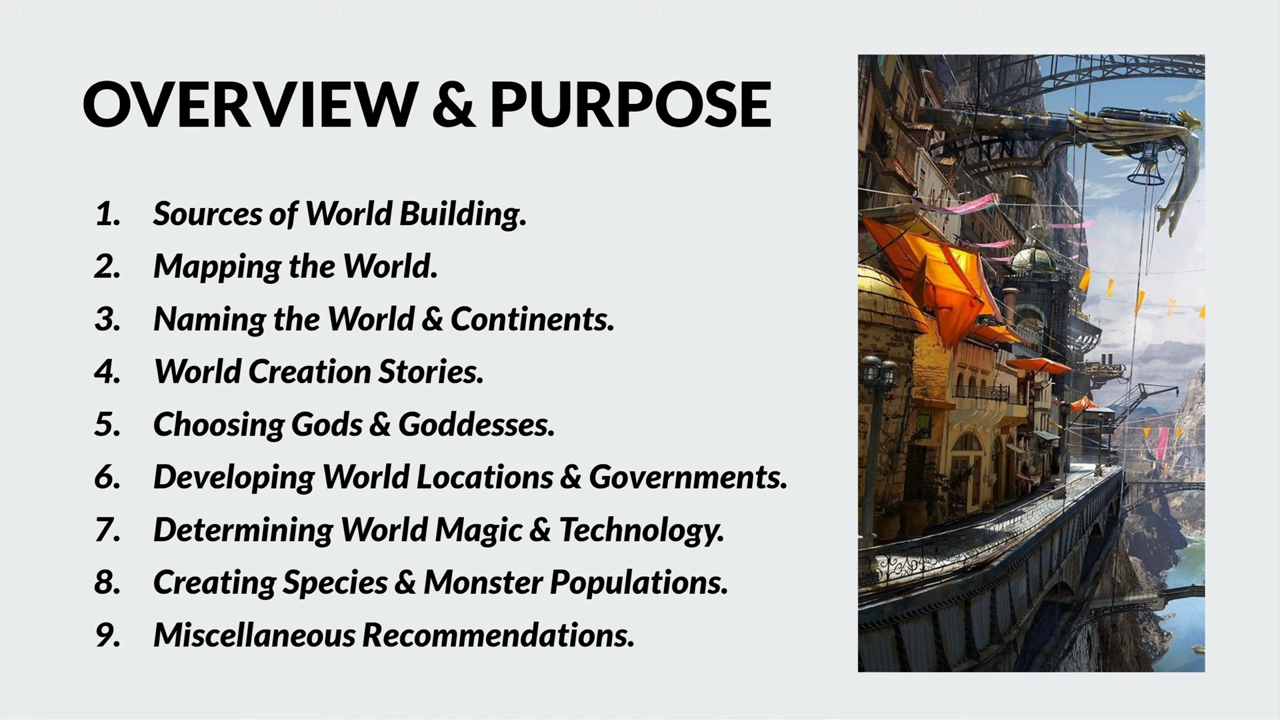 OVERVIEW & PURPOSE
1. Sources of World Building.
2. Mapping the World.
3. Naming the World & Continents.
4. World Creation Stories.
5. Choosing Gods & Goddesses.
6. Developing World Locations & Governments.
7. Determining World Magic & Technology.
8. Creating Species & Monster Populations.
9. Miscellaneous Recommendations.